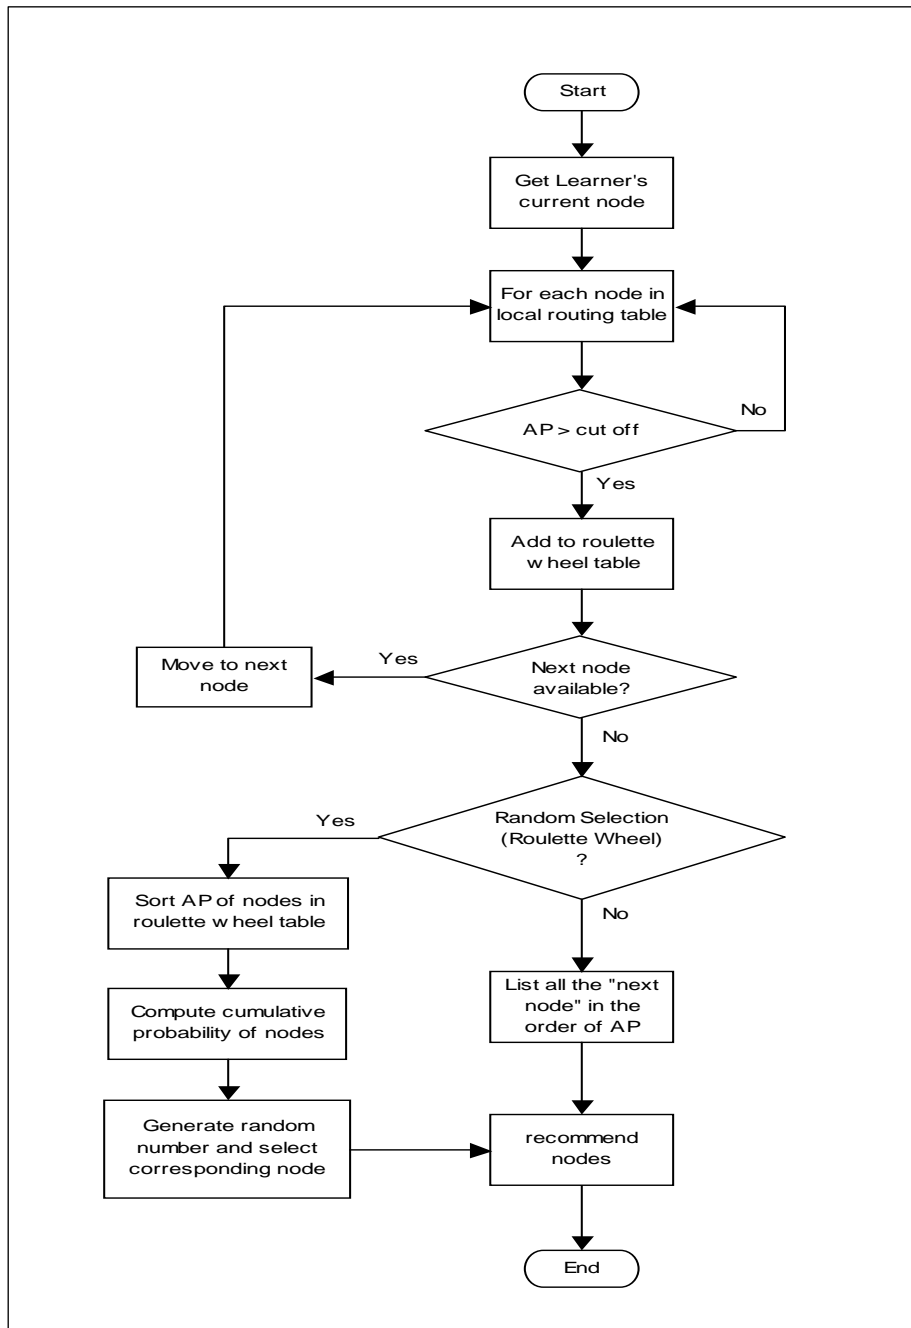 Start
Get Learner's
current node
For each node in
local routing table
AP > cut off
No
Yes
Add to roulette
wheel table
Next node
available?
Yes
Move to next
node
No
Random Selection
(Roulette Wheel)
?
Yes
Sort AP of nodes in
roulette wheel table
Compute cumulative
probability of nodes
Generate random
number and select
corresponding node
No
List all the "next
node" in the
order of AP
recommend
nodes
End